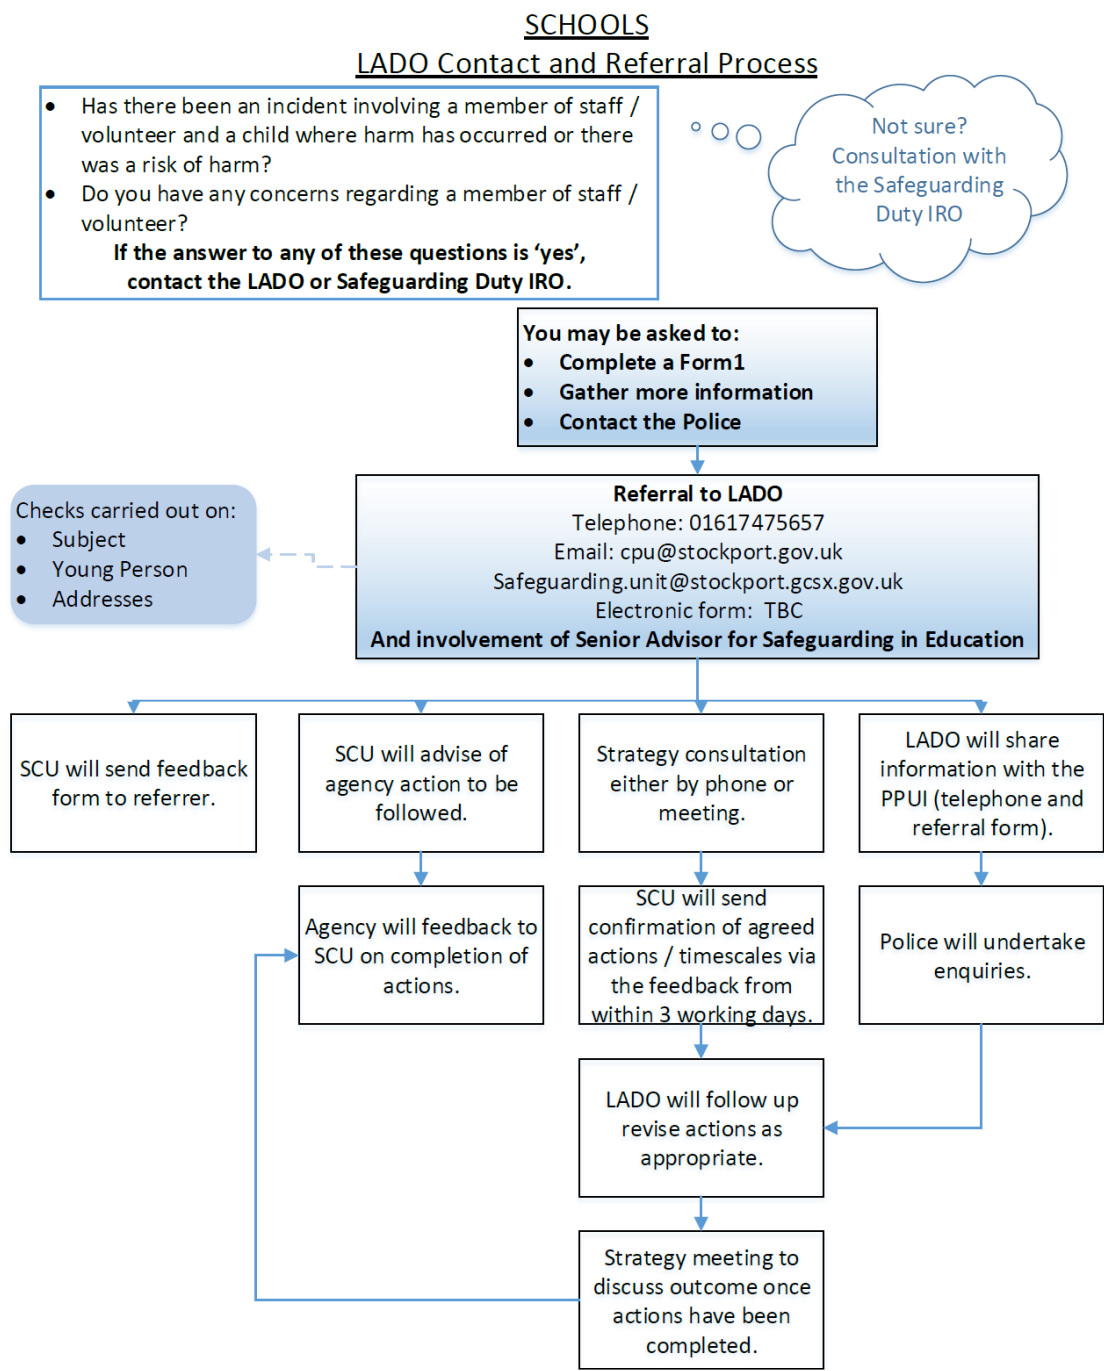 SCHOOLS
LADO Contact and Referral Process
• Has there been an incident involving a member of staff /
volunteer and a child where harm has occurred or there
was a risk of harm?
• Do you have any concerns regarding a member of staff /
volunteer?
If the answer to any of these questions is ‘yes’,
contact the LADO or Safeguarding Duty IRO.
Not sure?
Consultation with
the Safeguarding
Duty IRO
You may be asked to:
• Complete a Form1
• Gather more information
• Contact the Police
Checks carried out on:
• Subject
• Young Person
• Addresses
Referral to LADO
Telephone: 01617475657
Email: cpu@stockport.gov.uk
Safeguarding.unit@stockport.gcsx.gov.uk
Electronic form:  TBC
And involvement of Senior Advisor for Safeguarding in Education
SCU will send feedback
form to referrer.
SCU will advise of
agency action to be
followed.
Strategy consultation
either by phone or
meeting.
LADO will share
information with the
PPUI (telephone and
referral form).
Agency will feedback to
SCU on completion of
actions.
SCU will send
confirmation of agreed
actions / timescales via
the feedback from
within 3 working days.
Police will undertake
enquiries.
LADO will follow up
revise actions as
appropriate.
Strategy meeting to
discuss outcome once
actions have been
completed.